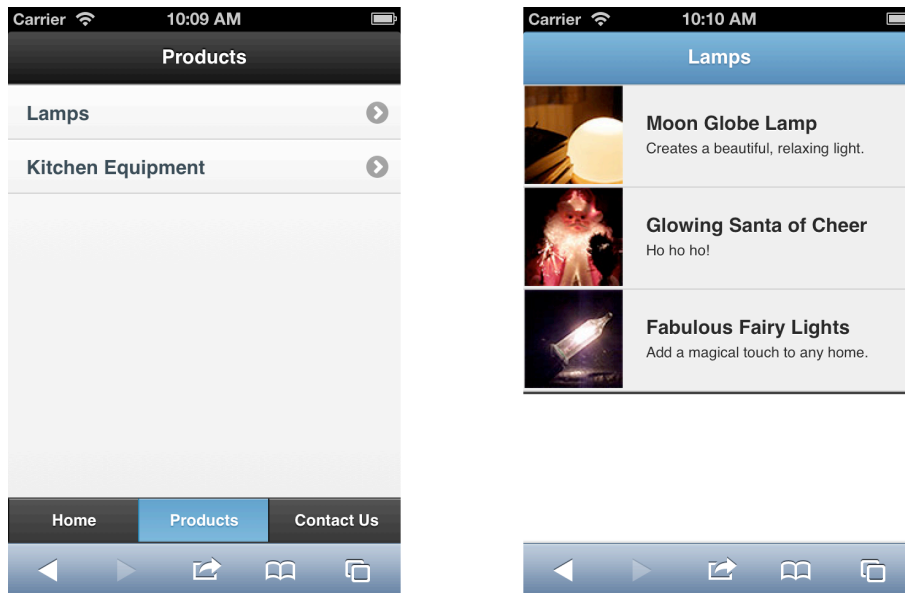 Carrier 10:09 AM
Products
Lamps
Kitchen Equipment
Home Products Contact Us
Carrier 10:10 AM
Lamps
Moon Globe Lamp
Creates a beautiful, relaxing light.
Glowing Santa of Cheer
Ho ho ho!
Fabulous Fairy Lights
Add a magical touch to any home.